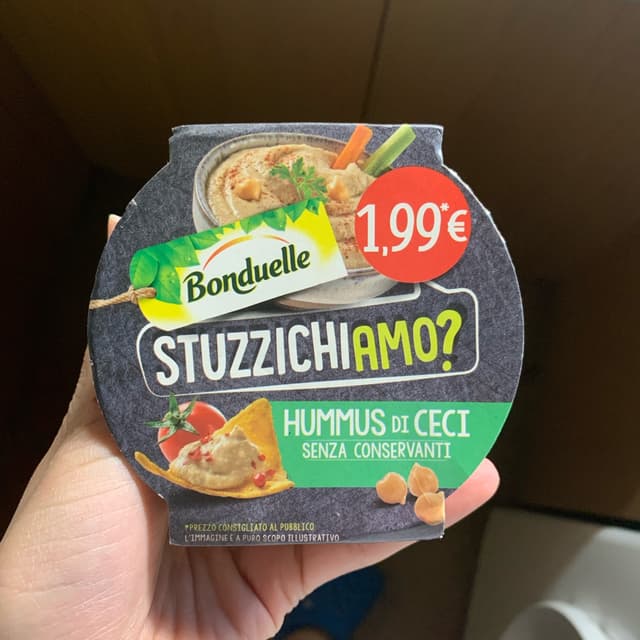 1,99*€
Bonduelle
STUZZICHIAMO?
HUMMUS DI CECI
SENZA CONSERVANTI
*PREZZO CONSIGLIATO AL PUBBLICO
L'IMMAGINE È A PURO SCOPO ILLUSTRATIVO